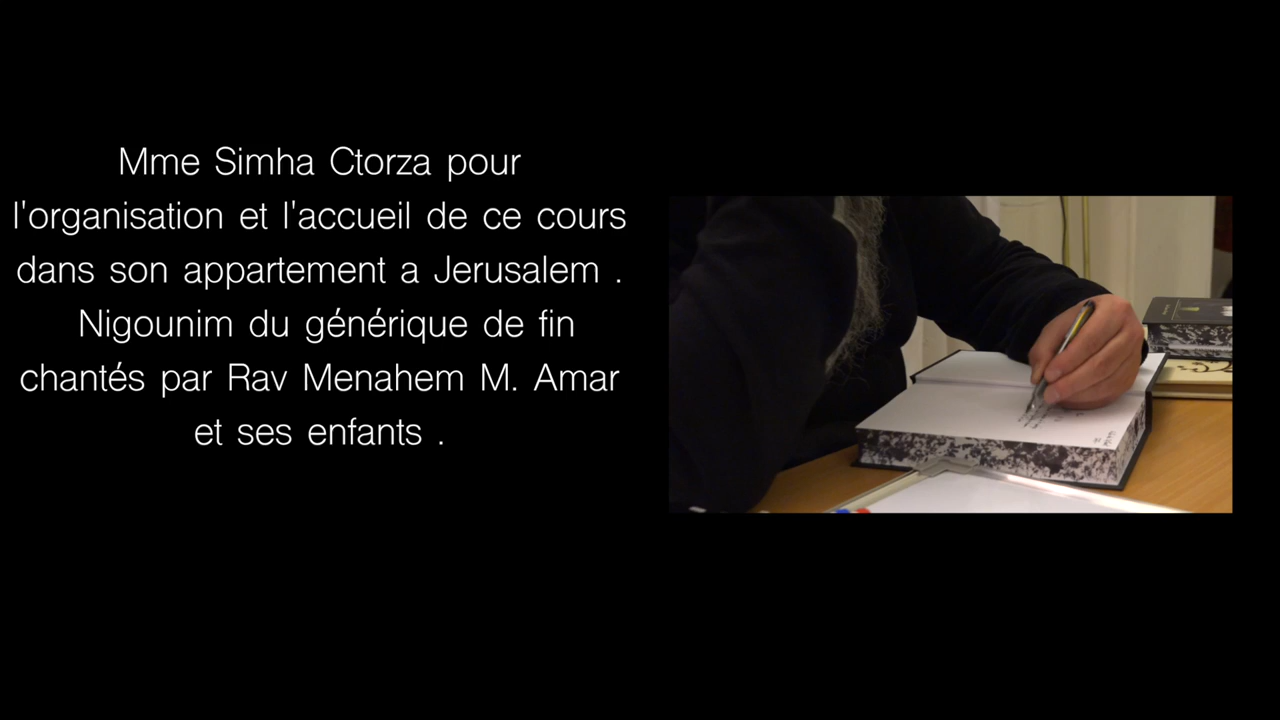 Mme Simha Ctorza pour
l'organisation et l'accueil de ce cours
dans son appartement a Jerusalem .
Nigounim du générique de fin
chantés par Rav Menahem M. Amar
et ses enfants .